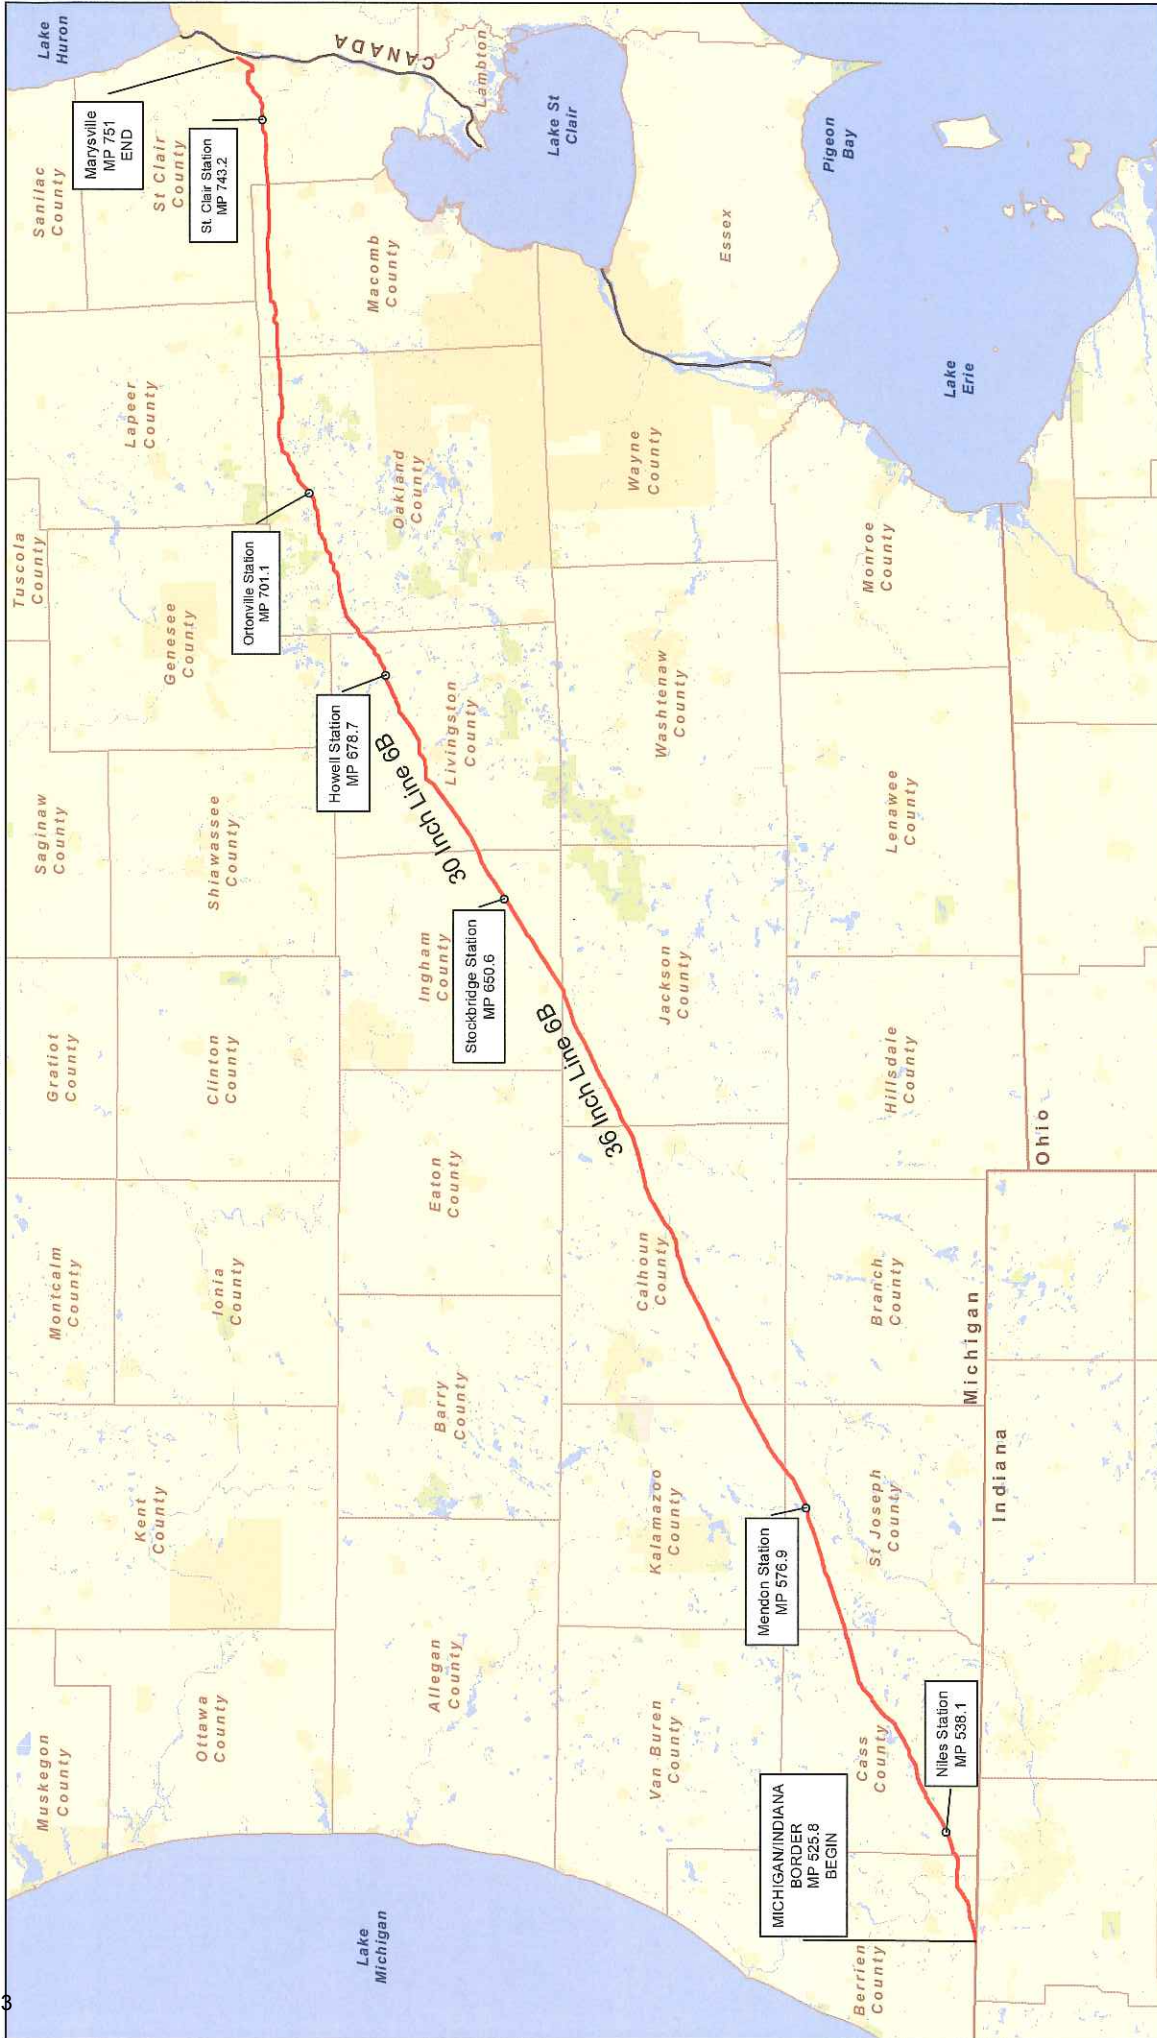 3
Muskegon
County
Ottawa
County
Kent
County
Montcalm
County
Ionia
County
Gratiot
County
Clinton
County
Saginaw
County
Shiawassee
County
Tuscola
County
Genesee
County
Lapeer
County
Sanilac
County
St Clair
County
Lake
Huron
Marysville
MP 751
END
St. Clair Station
MP 743.2
CANADA
Lambton
Lake St
Clair
Macomb
County
Oakland
County
Ortonville Station
MP 701.1
Howell Station
MP 678.7
Livingston
County
30 Inch Line 6B
Ingham
County
Stockbridge Station
MP 650.6
Eaton
County
Barry
County
Allegan
County
Lake
Michigan
Van Buren
County
Kalamazoo
County
Calhoun
County
36 Inch Line 6B
Jackson
County
Washtenaw
County
Wayne
County
Essex
Pigeon
Bay
Lake
Erie
Monroe
County
Lenawee
County
Hillsdale
County
Branch
County
St Joseph
County
Mendon Station
MP 576.9
Cass
County
Niles Station
MP 538.1
MICHIGAN/INDIANA
BORDER
MP 525.8
BEGIN
Berrien
County
Michigan
Indiana
Ohio